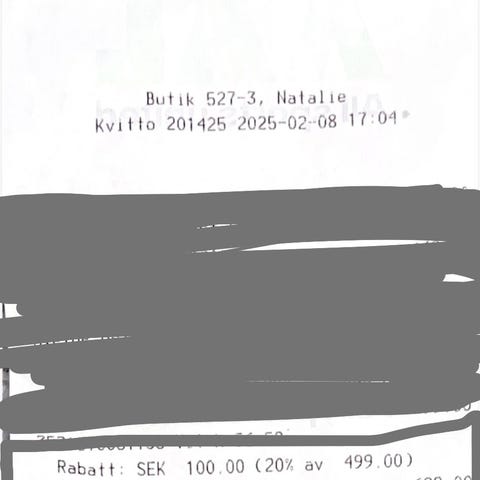 Butik 527-3, Natalie
Kvitto 201425 2025-02-08 17:04
Rabatt: SEK 100.00 (20% av 499.00)